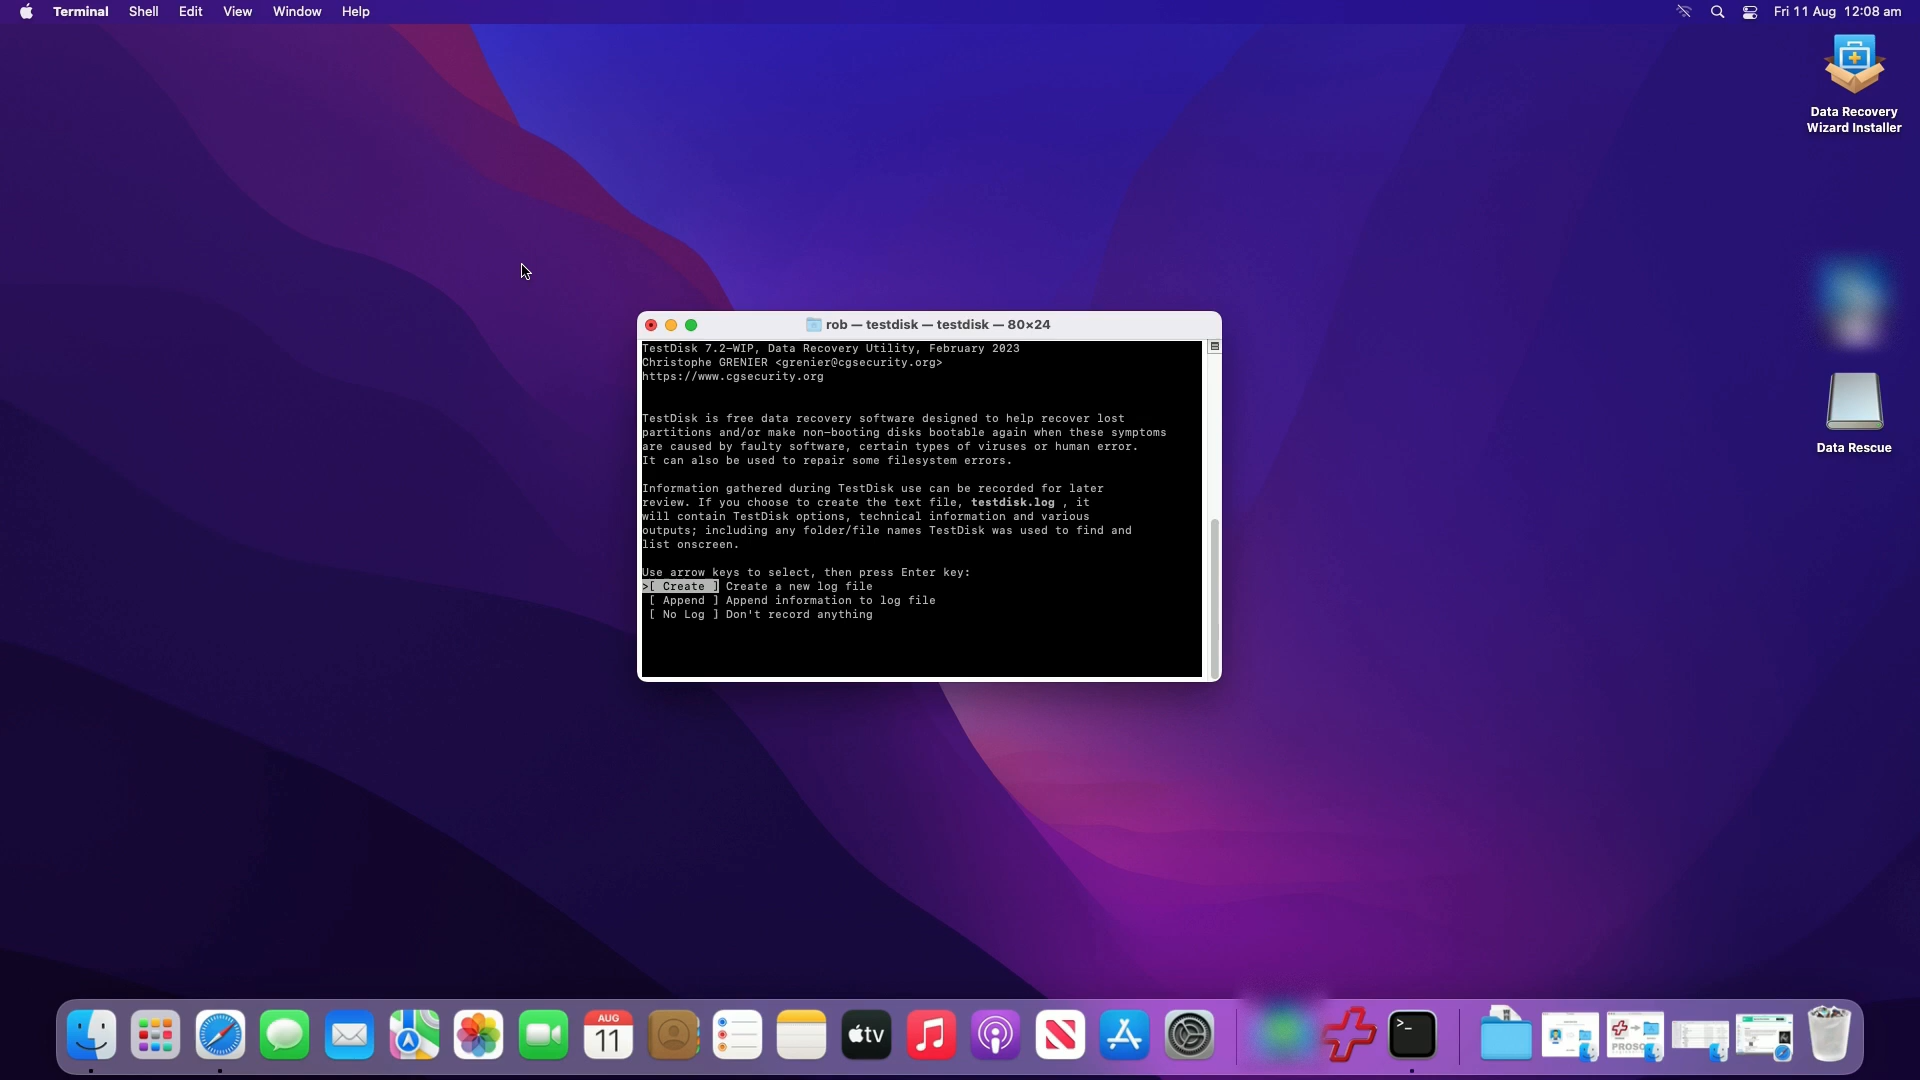 Terminal Shell Edit View Window Help
Fri 11 Aug 12:08 am
Data Recovery
Wizard Installer
Data Rescue
rob — testdisk — testdisk — 80×24
TestDisk 7.2-WIP, Data Recovery Utility, February 2023
Christophe GRENIER <grenier@cgsecurity.org>
https://www.cgsecurity.org
TestDisk is free data recovery software designed to help recover lost
partitions and/or make non-booting disks bootable again when these symptoms
are caused by faulty software, certain types of viruses or human error.
It can also be used to repair some filesystem errors.
Information gathered during TestDisk use can be recorded for later
review. If you choose to create the text file, testdisk.log , it
will contain TestDisk options, technical information and various
outputs; including any folder/file names TestDisk was used to find and
list onscreen.
Use arrow keys to select, then press Enter key:
>[ Create ] Create a new log file
[ Append ] Append information to log file
[ No Log ] Don't record anything
AUG
11
tv
>_
PROSO